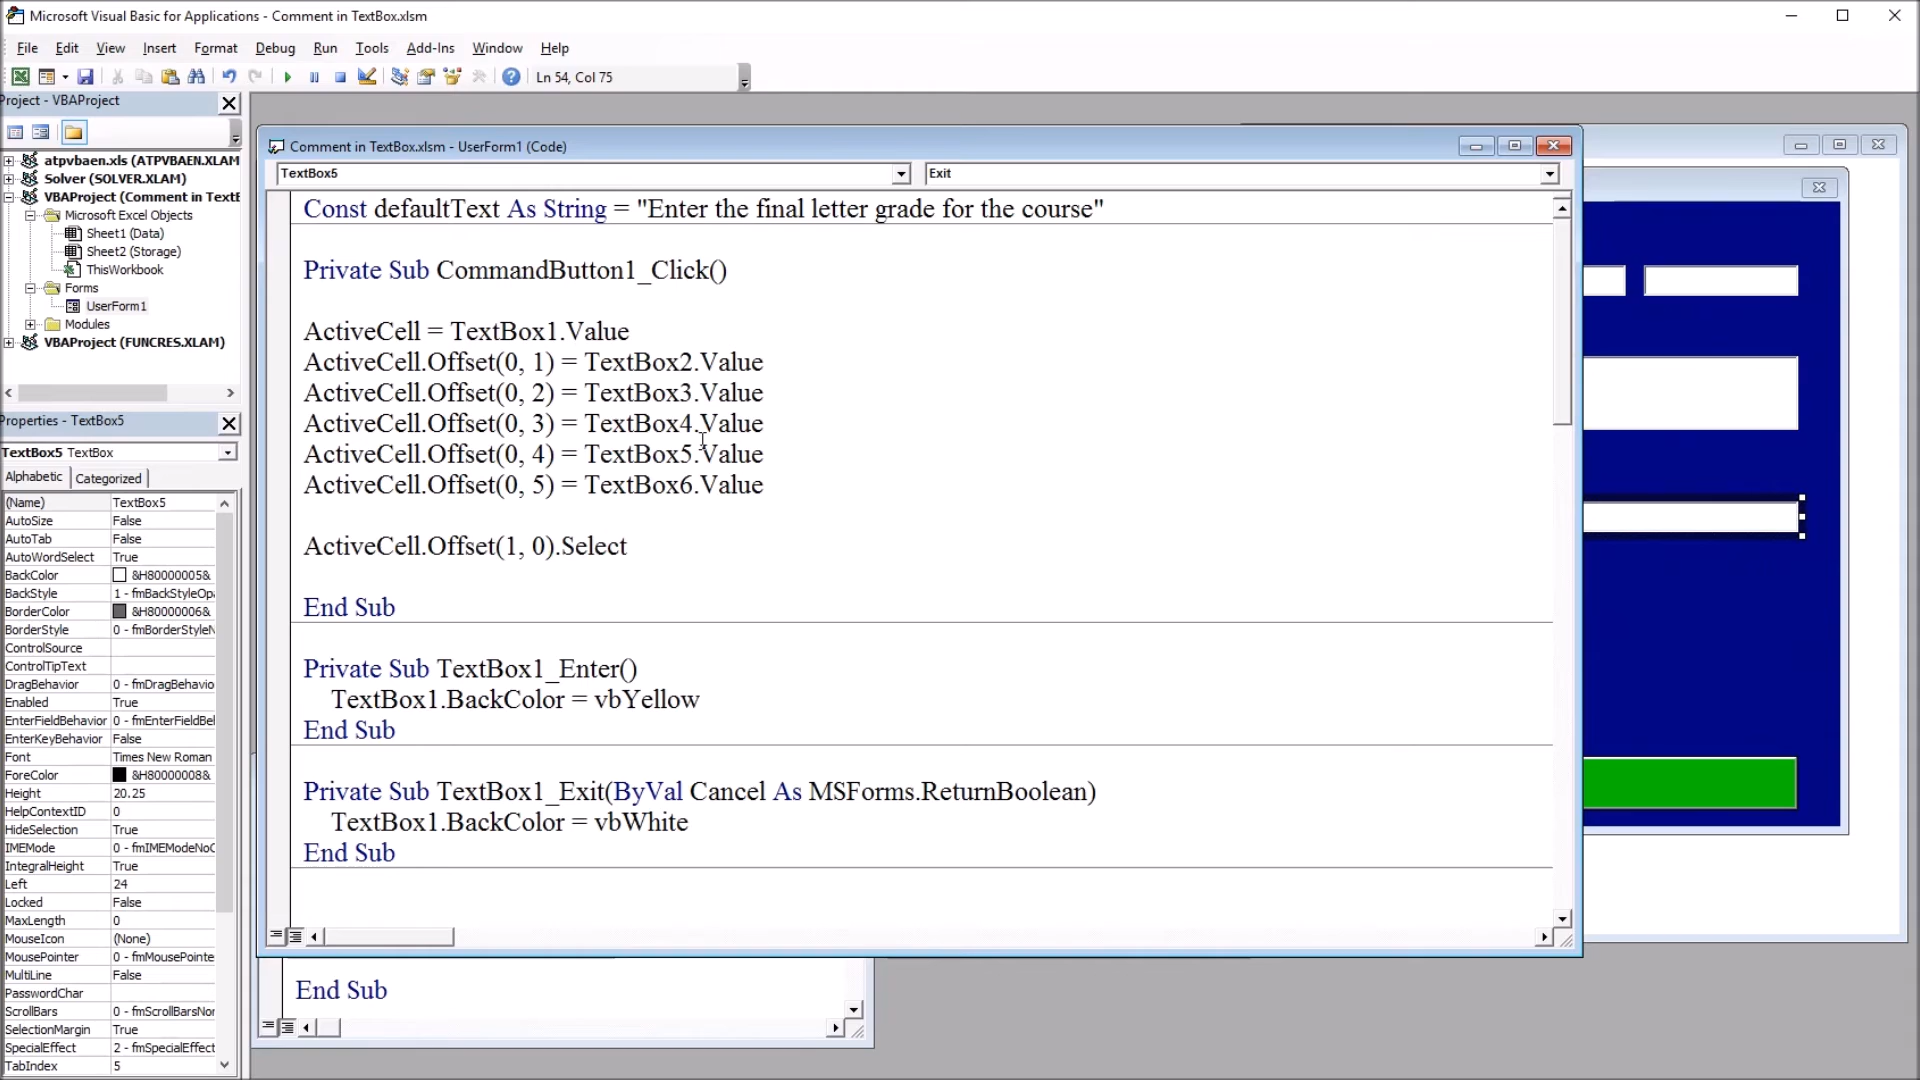 Microsoft Visual Basic for Applications - Comment in TextBox.xlsm
File Edit View Insert Format Debug Run Tools Add-Ins Window Help
Ln 54, Col 75
Project - VBAProject
atpvbaen.xls (ATPVBAEN.XLAM
Solver (SOLVER.XLAM)
VBAProject (Comment in TextB
Microsoft Excel Objects
Sheet1 (Data)
Sheet2 (Storage)
ThisWorkbook
Forms
UserForm1
Modules
VBAProject (FUNCRES.XLAM)
Properties - TextBox5
TextBox5 TextBox
Alphabetic Categorized
(Name) TextBox5
AutoSize False
AutoTab False
AutoWordSelect True
BackColor &H80000005&
BackStyle 1 - fmBackStyleOp
BorderColor &H80000006&
BorderStyle 0 - fmBorderStyleN
ControlSource
ControlTipText
DragBehavior 0 - fmDragBehavio
Enabled True
EnterFieldBehavior 0 - fmEnterFieldBel
EnterKeyBehavior False
Font Times New Roman
ForeColor &H80000008&
Height 20.25
HelpContextID 0
HideSelection True
IMEMode 0 - fmIMEModeNoC
IntegralHeight True
Left 24
Locked False
MaxLength 0
MouseIcon (None)
MousePointer 0 - fmMousePointe
MultiLine False
PasswordChar
ScrollBars 0 - fmScrollBarsNor
SelectionMargin True
SpecialEffect 2 - fmSpecialEffect
TabIndex 5
Comment in TextBox.xlsm - UserForm1 (Code)
TextBox5 Exit
Const defaultText As String = "Enter the final letter grade for the course"
Private Sub CommandButton1_Click()
ActiveCell = TextBox1.Value
ActiveCell.Offset(0, 1) = TextBox2.Value
ActiveCell.Offset(0, 2) = TextBox3.Value
ActiveCell.Offset(0, 3) = TextBox4.Value
ActiveCell.Offset(0, 4) = TextBox5.Value
ActiveCell.Offset(0, 5) = TextBox6.Value
ActiveCell.Offset(1, 0).Select
End Sub
Private Sub TextBox1_Enter()
TextBox1.BackColor = vbYellow
End Sub
Private Sub TextBox1_Exit(ByVal Cancel As MSForms.ReturnBoolean)
TextBox1.BackColor = vbWhite
End Sub
End Sub